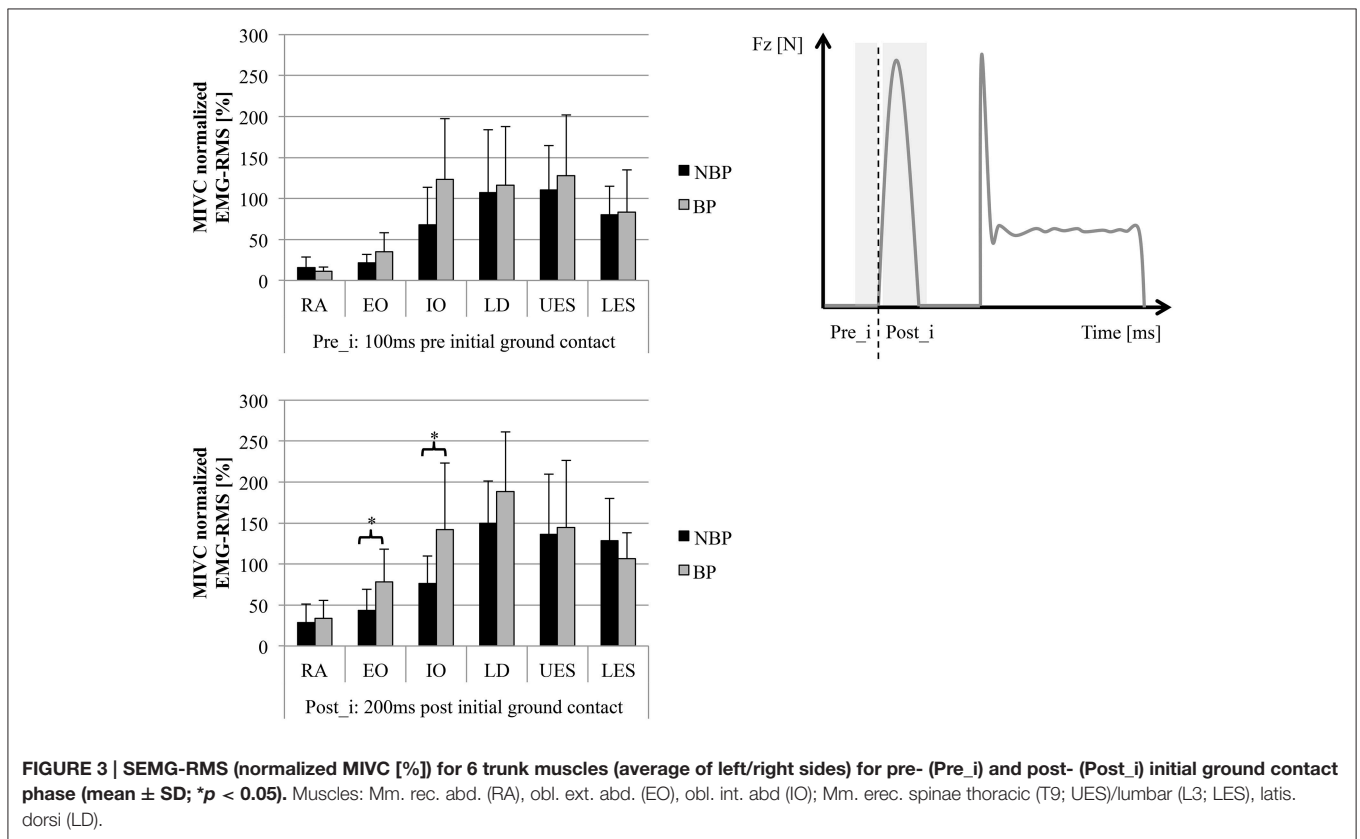 300
250
200
150
100
50
0
MIVC normalized
EMG-RMS [%]
RA EO IO LD UES LES
Pre_i: 100ms pre initial ground contact
NBP
BP
Fz [N]
Pre_i Post_i Time [ms]
300
250
200
150
100
50
0
MIVC normalized
EMG-RMS [%]
* *
RA EO IO LD UES LES
Post_i: 200ms post initial ground contact
NBP
BP
FIGURE 3 | SEMG-RMS (normalized MIVC [%]) for 6 trunk muscles (average of left/right sides) for pre- (Pre_i) and post- (Post_i) initial ground contact
phase (mean ± SD; *p < 0.05). Muscles: Mm. rec. abd. (RA), obl. ext. abd. (EO), obl. int. abd (IO); Mm. erec. spinae thoracic (T9; UES)/lumbar (L3; LES), latis.
dorsi (LD).